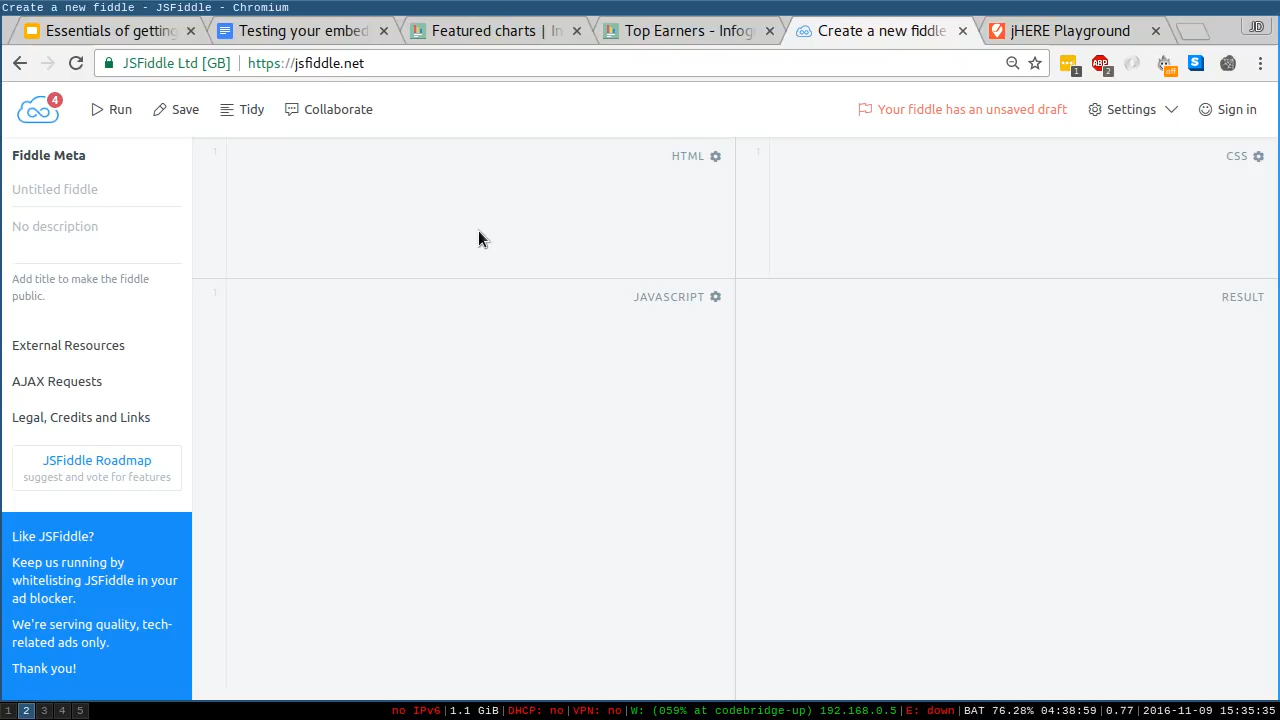 Create a new fiddle - JSFiddle - Chromium
Essentials of getting
Testing your embed
Featured charts | In
Top Earners - Infog
Create a new fiddle
jHERE Playground
JD
JSFiddle Ltd [GB]
https://jsfiddle.net
1
ABP
2
off
S
4
Run
Save
Tidy
Collaborate
Your fiddle has an unsaved draft
Settings
Sign in
Fiddle Meta
Untitled fiddle
No description
Add title to make the fiddle
public.
External Resources
AJAX Requests
Legal, Credits and Links
JSFiddle Roadmap
suggest and vote for features
Like JSFiddle?
Keep us running by
whitelisting JSFiddle in your
ad blocker.
We're serving quality, tech-
related ads only.
Thank you!
1
HTML
1
CSS
1
JAVASCRIPT
RESULT
1 2 3 4 5
no IPv6|1.1 GiB|DHCP: no|VPN: no|W: (059% at codebridge-up) 192.168.0.5|E: down|BAT 76.28% 04:38:59|0.77|2016-11-09 15:35:35